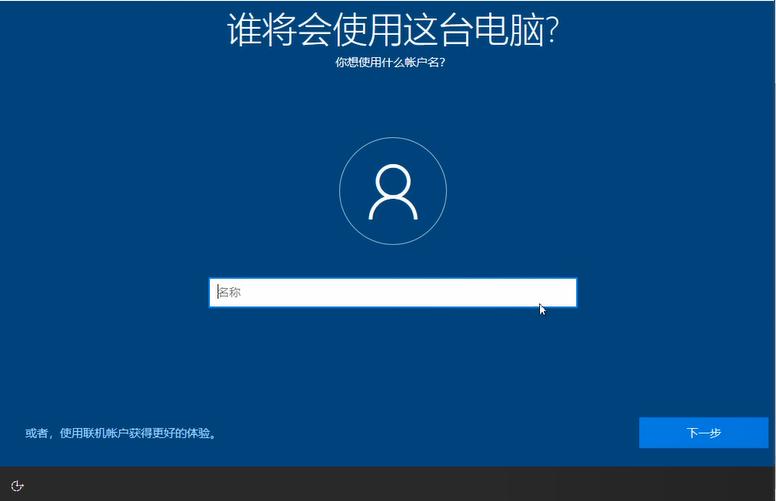 谁将会使用这台电脑?
你想使用什么帐户名?
名称
或者，使用联机帐户获得更好的体验。
下一步